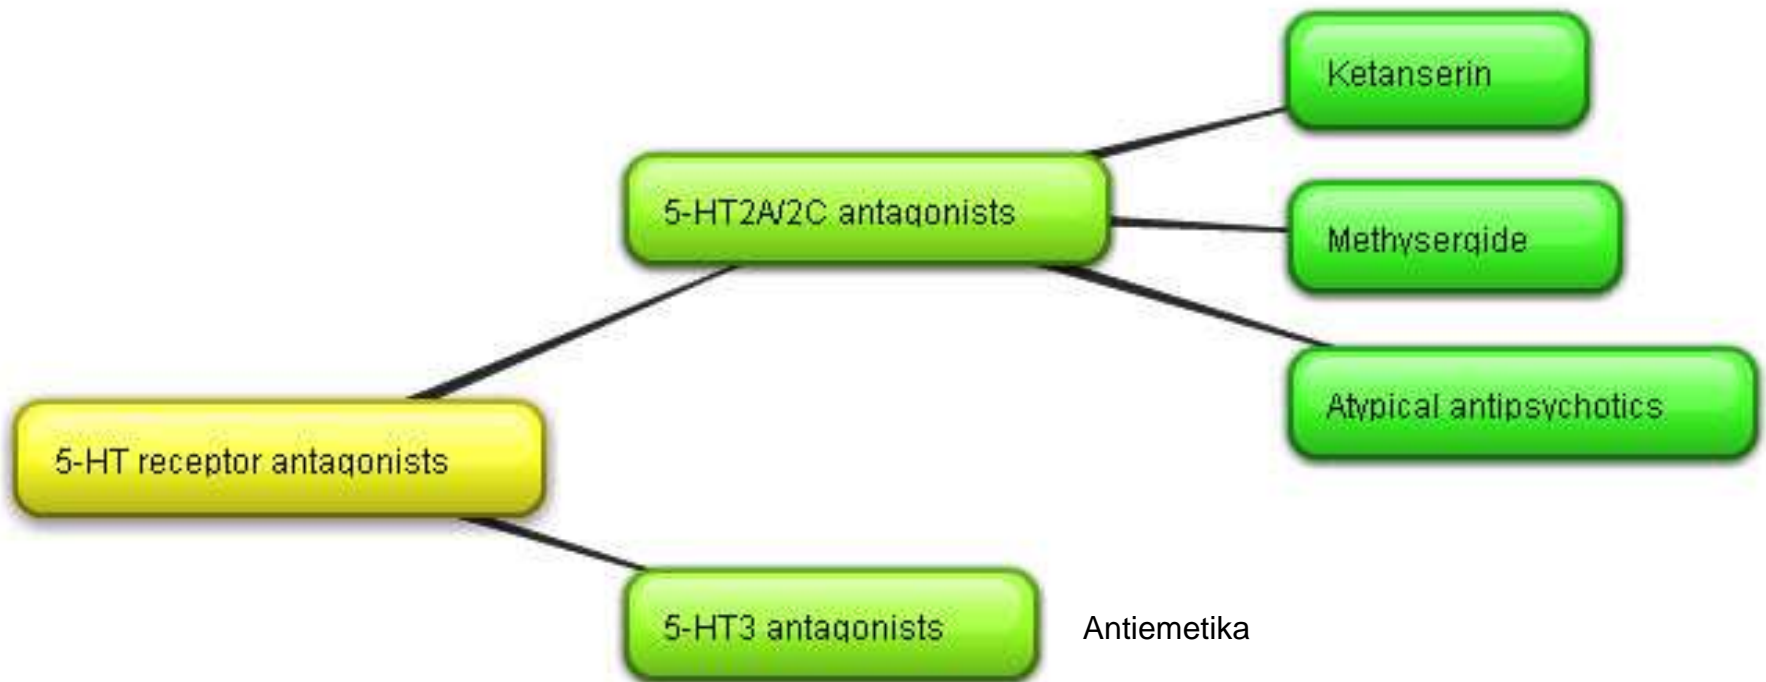 Ketanserin
5-HT2A/2C antagonists
Methysergide
Atypical antipsychotics
5-HT receptor antagonists
5-HT3 antagonists
Antiemetika